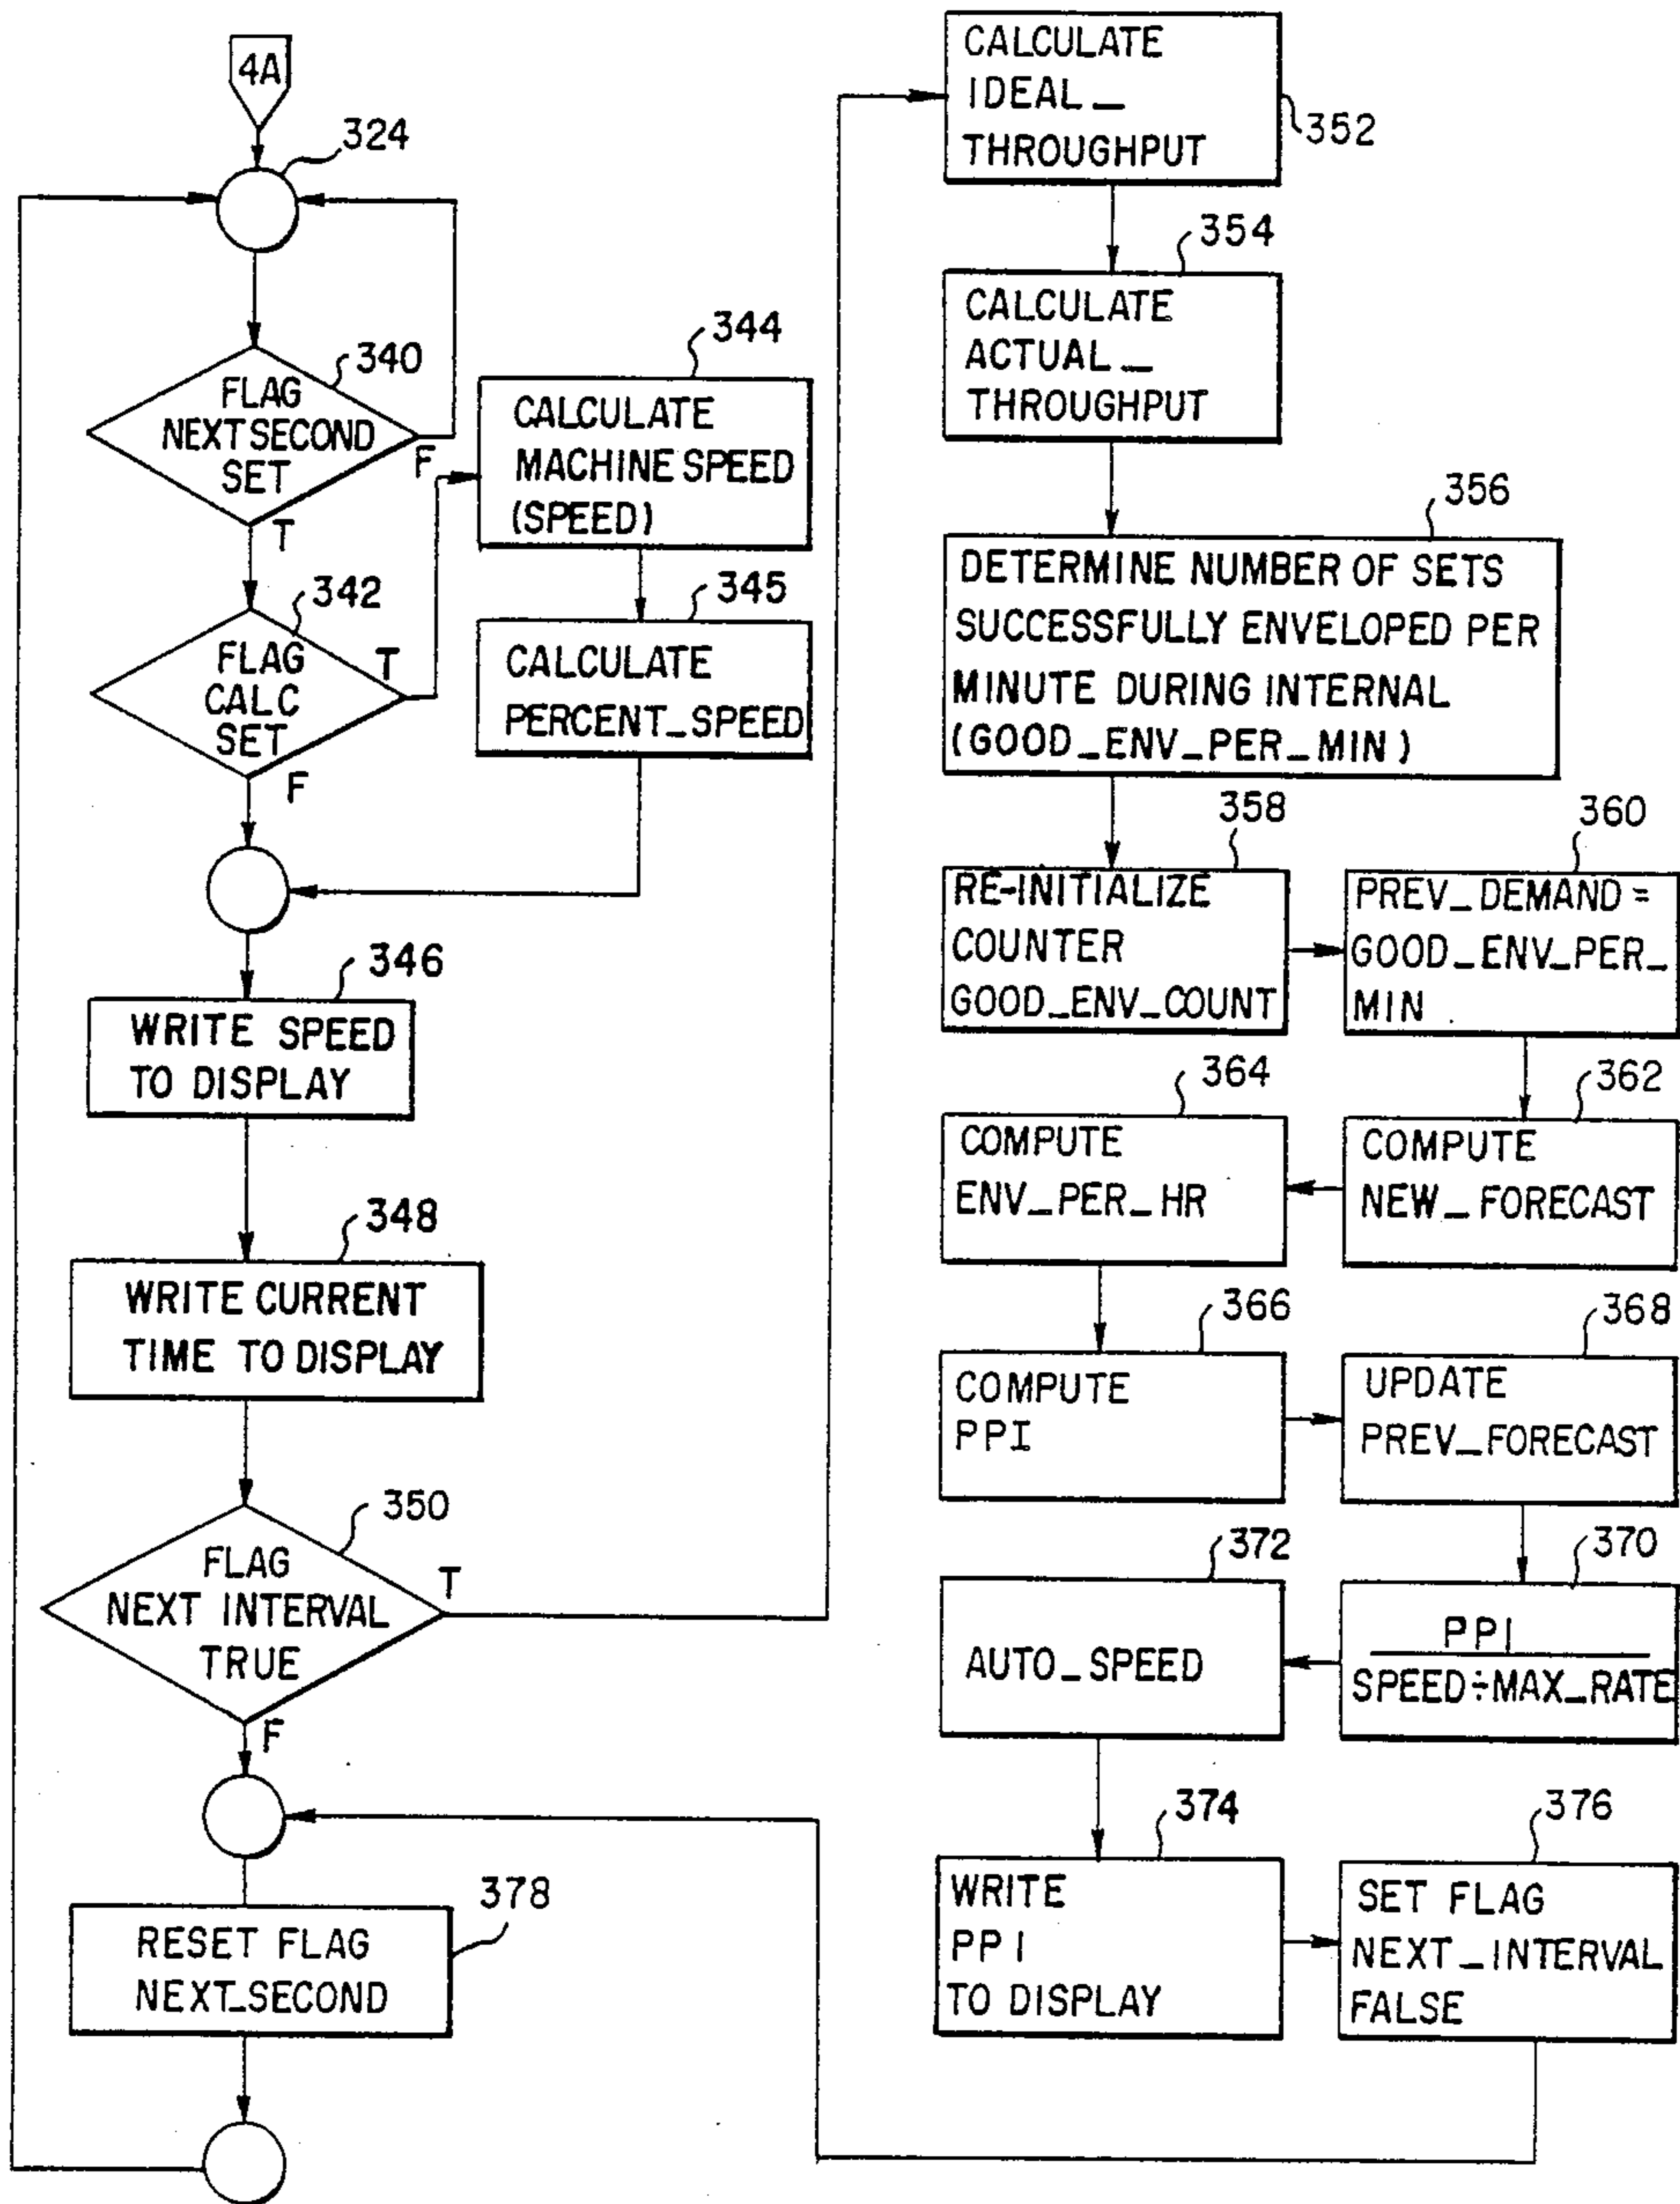 4A
324
340
FLAG
NEXT SECOND
SET
F
T
342
FLAG
CALC
SET
T
F
344
CALCULATE
MACHINE SPEED
(SPEED)
345
CALCULATE
PERCENT_SPEED
346
WRITE SPEED
TO DISPLAY
348
WRITE CURRENT
TIME TO DISPLAY
350
FLAG
NEXT INTERVAL
TRUE
T
F
378
RESET FLAG
NEXT_SECOND
CALCULATE
IDEAL_
THROUGHPUT
352
354
CALCULATE
ACTUAL_
THROUGHPUT
356
DETERMINE NUMBER OF SETS
SUCCESSFULLY ENVELOPED PER
MINUTE DURING INTERNAL
(GOOD_ENV_PER_MIN)
358
RE-INITIALIZE
COUNTER
GOOD_ENV_COUNT
360
PREV_DEMAND =
GOOD_ENV_PER_
MIN
362
COMPUTE
NEW_FORECAST
364
COMPUTE
ENV_PER_HR
366
COMPUTE
PPI
368
UPDATE
PREV_FORECAST
370
PPI
SPEED÷MAX_RATE
372
AUTO_SPEED
374
WRITE
PPI
TO DISPLAY
376
SET FLAG
NEXT_INTERVAL
FALSE